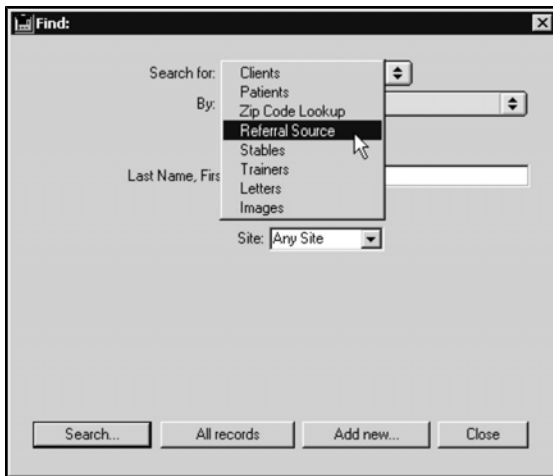 Find:
Search for:
Clients
Patients
By:
Zip Code Lookup
Referral Source
Stables
Last Name, Firs
Trainers
Letters
Images
Site: Any Site
Search... All records Add new... Close